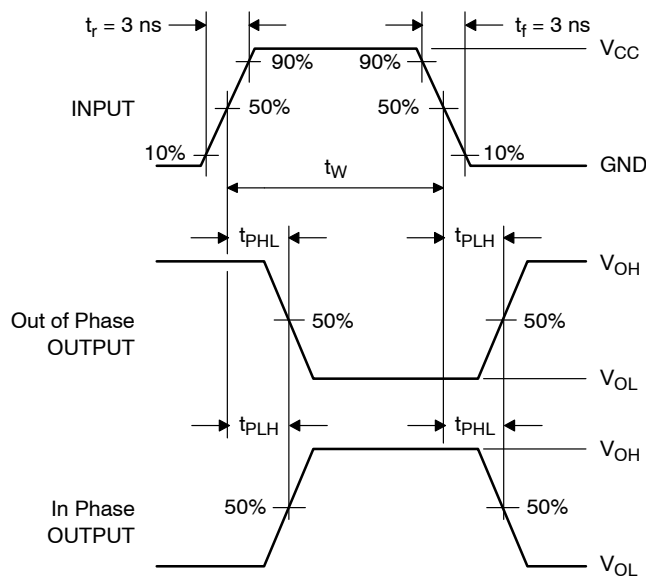 t_r = 3 ns t_f = 3 ns
V_CC
90% 90%
INPUT 50% 50%
10% 10%
GND
t_W
t_PHL t_PLH
V_OH
Out of Phase
OUTPUT
50% 50%
V_OL
t_PLH t_PHL
V_OH
In Phase
OUTPUT
50% 50%
V_OL